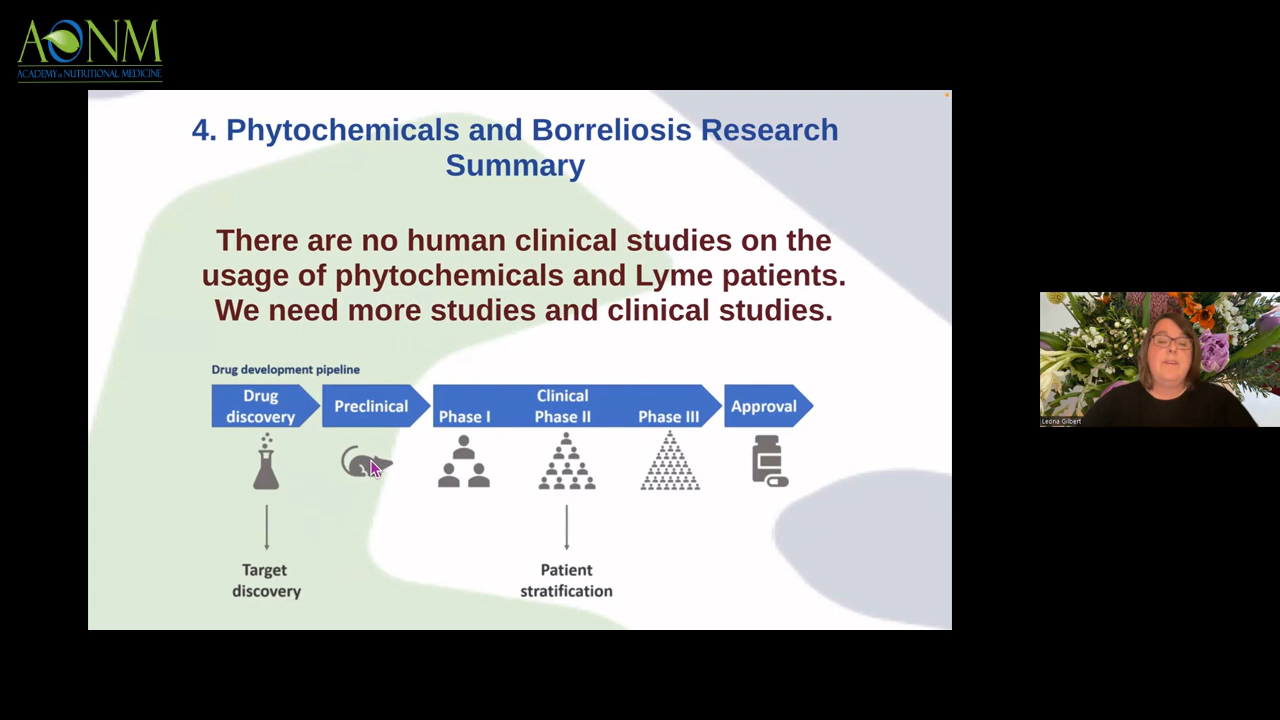 AONM
ACADEMY of NUTRITIONAL MEDICINE
4. Phytochemicals and Borreliosis Research
Summary
There are no human clinical studies on the
usage of phytochemicals and Lyme patients.
We need more studies and clinical studies.
Drug development pipeline
Drug
discovery
Preclinical
Clinical
Phase I
Phase II
Phase III
Approval
Target
discovery
Patient
stratification
Leona Gilbert